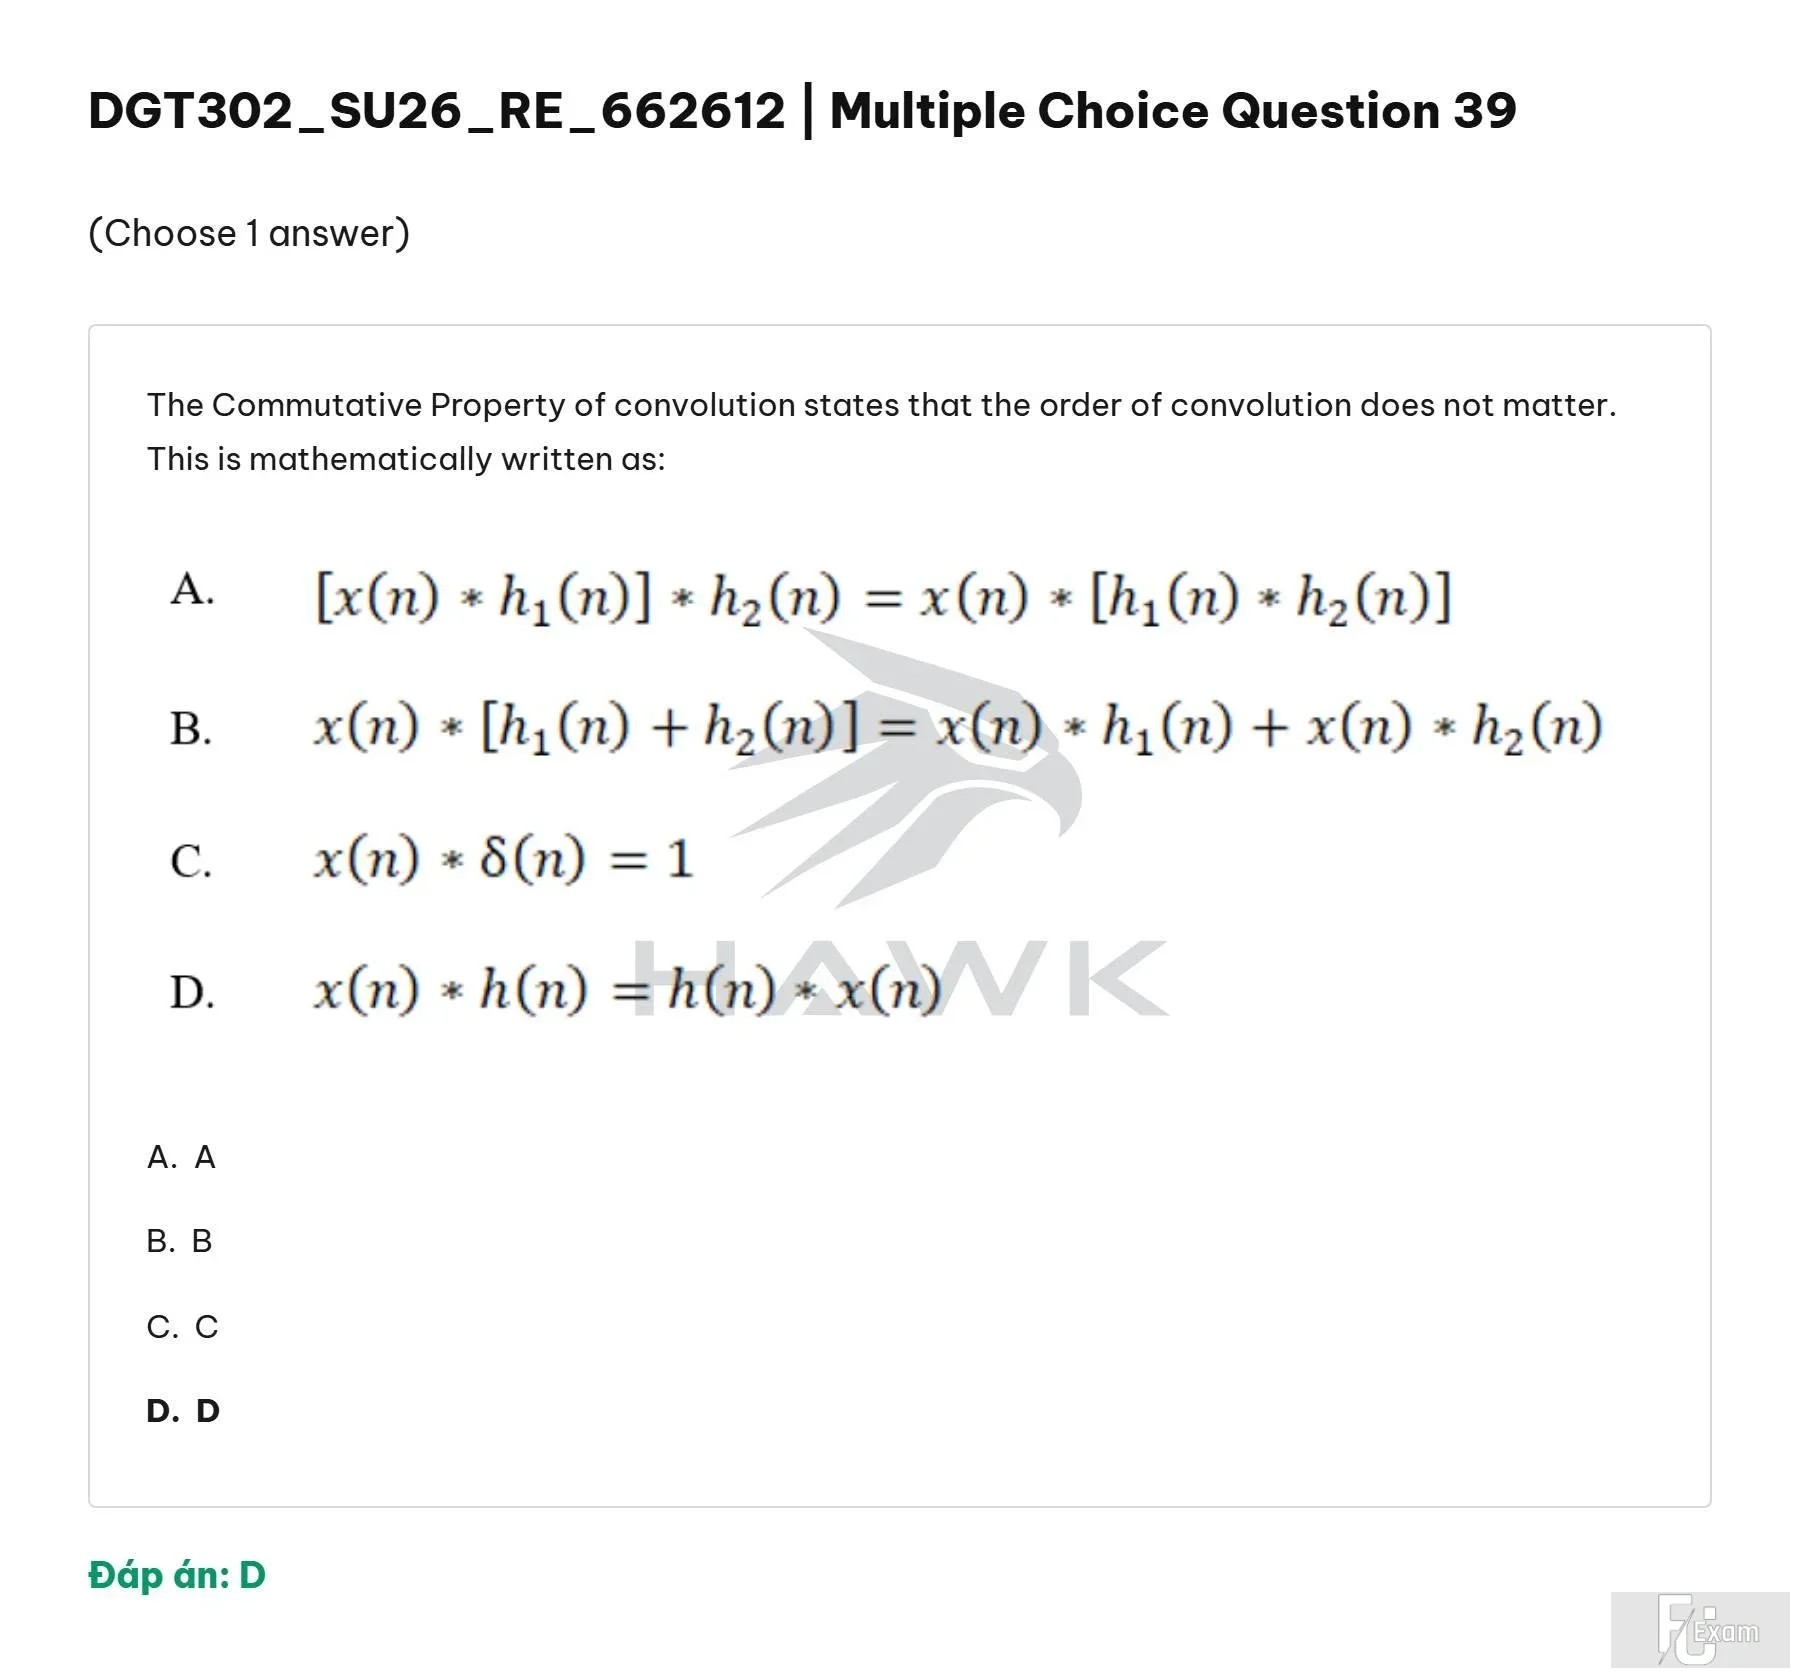 DGT302_SU26_RE_662612 | Multiple Choice Question 39
(Choose 1 answer)
The Commutative Property of convolution states that the order of convolution does not matter.
This is mathematically written as:
A. [x(n) * h₁(n)] * h₂(n) = x(n) * [h₁(n) * h₂(n)]
B. x(n) * [h₁(n) + h₂(n)] = x(n) * h₁(n) + x(n) * h₂(n)
C. x(n) * δ(n) = 1
D. x(n) * h(n) = h(n) * x(n)
HAWK
A. A
B. B
C. C
D. D
Đáp án: D
FU Exam